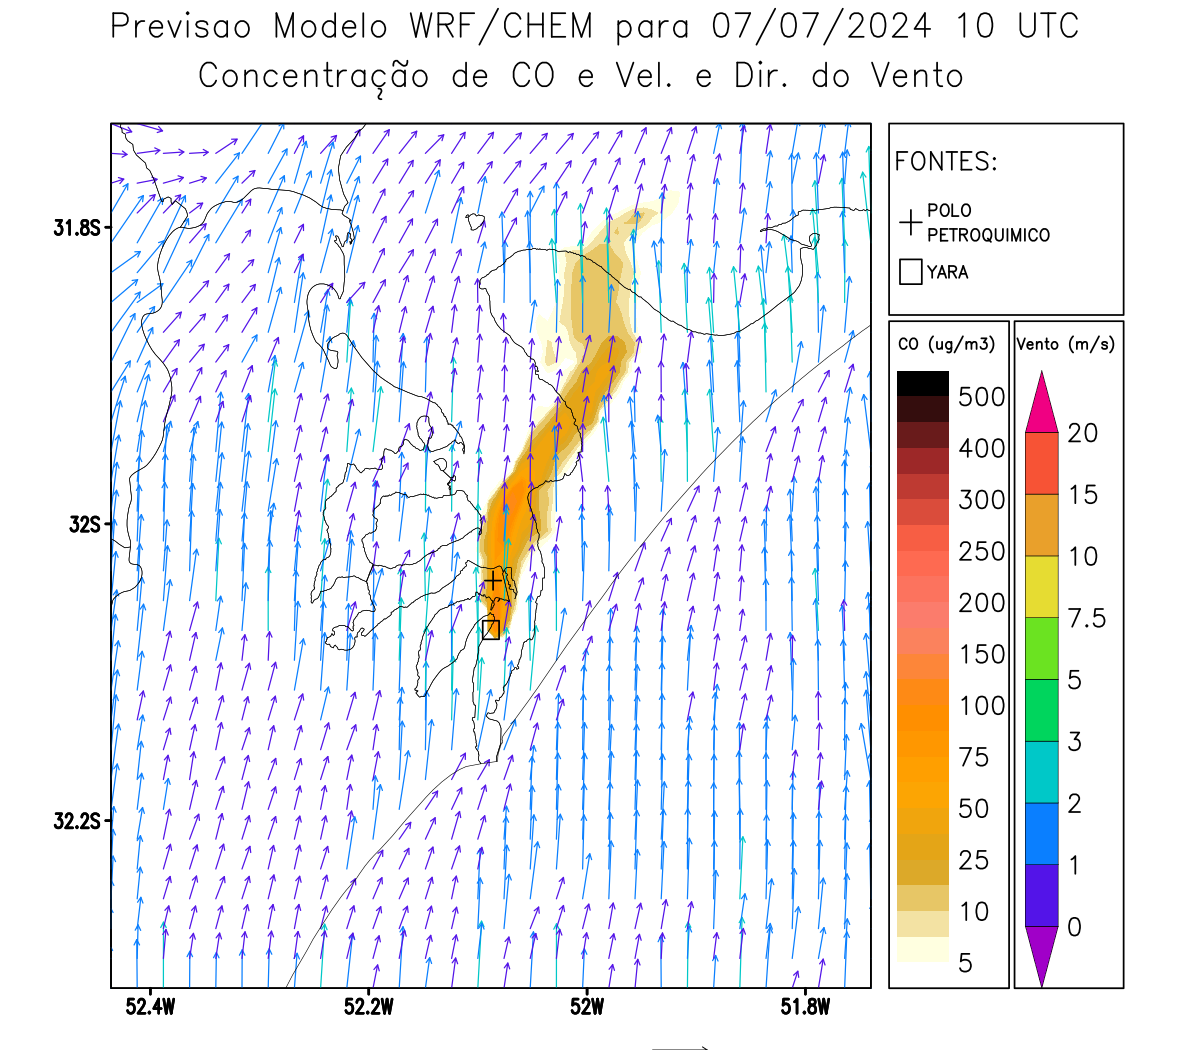 Previsao Modelo WRF/CHEM para 07/07/2024 10 UTC
Concentração de CO e Vel. e Dir. do Vento
FONTES:
POLO
PETROQUIMICO
YARA
CO (ug/m3)
500
400
300
250
200
150
100
75
50
25
10
5
Vento (m/s)
20
15
10
7.5
5
3
2
1
0
31.8S
32S
32.2S
52.4W
52.2W
52W
51.8W